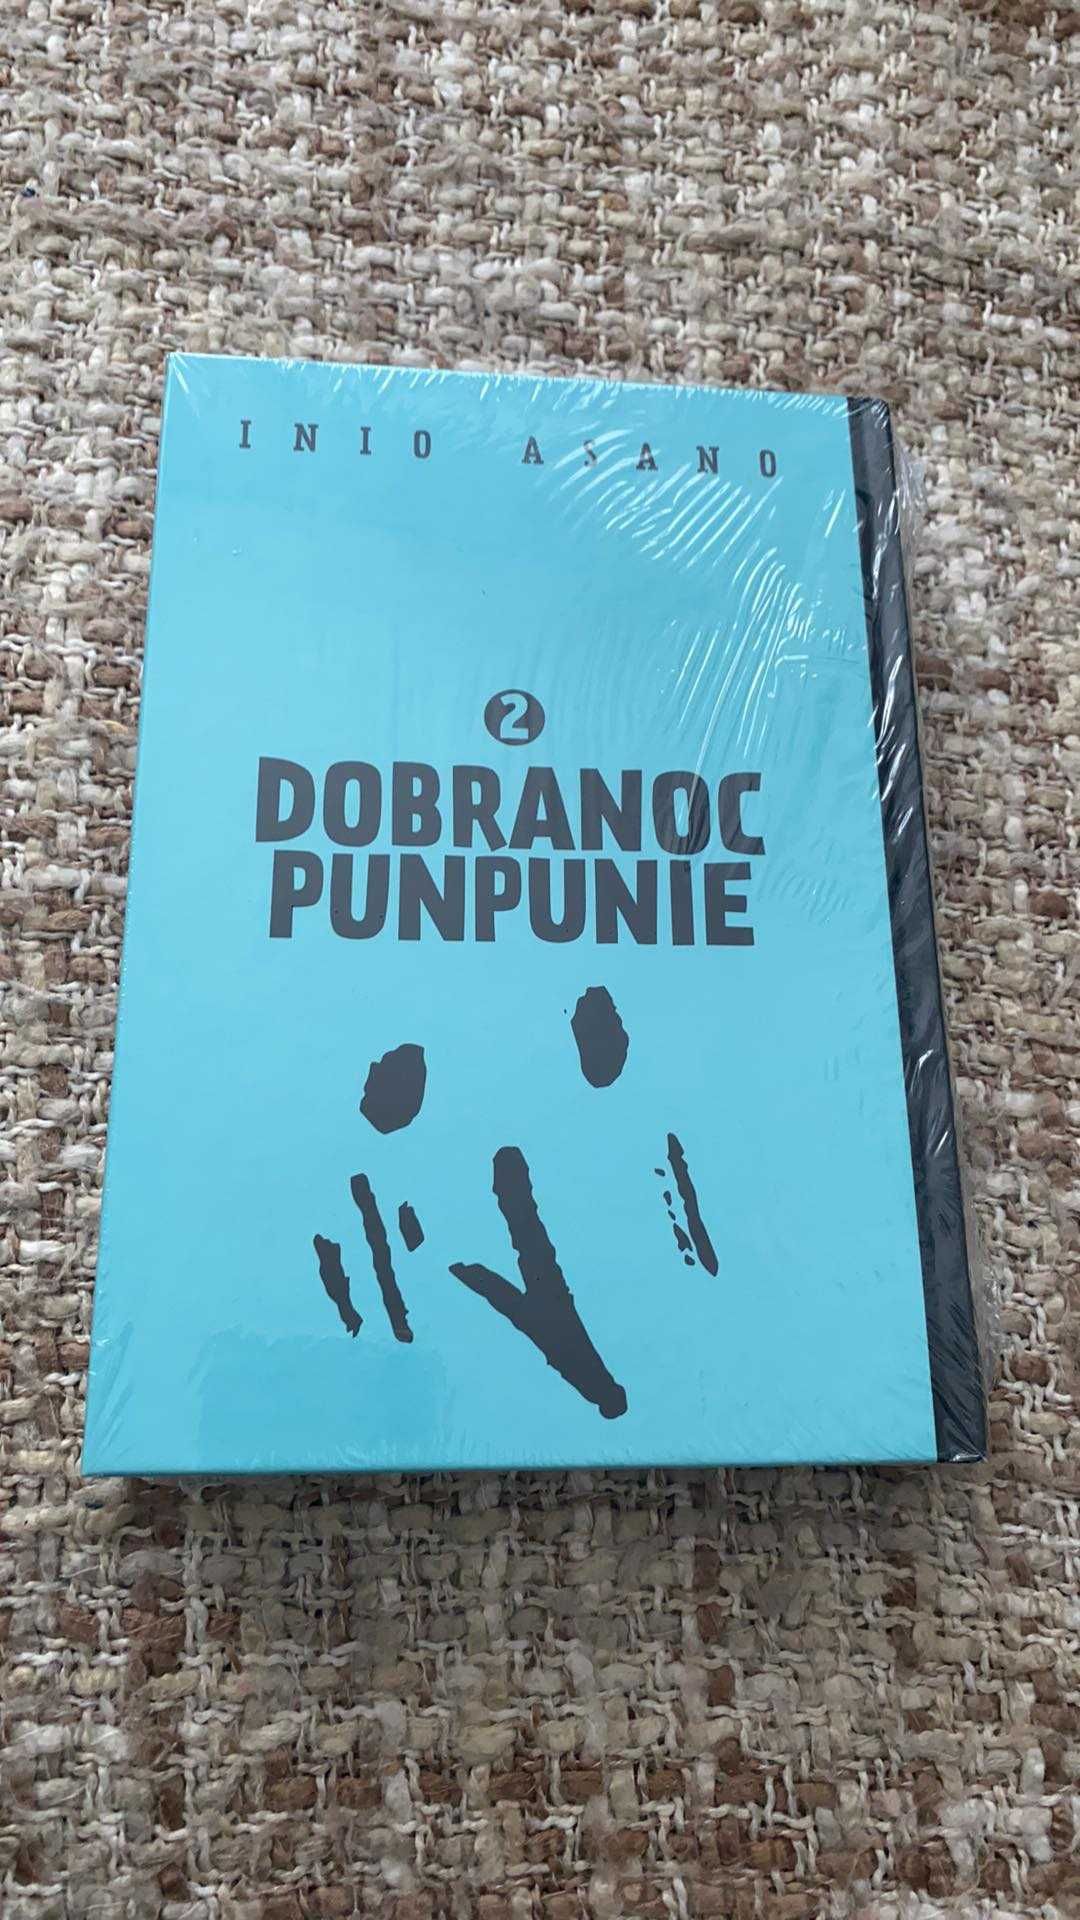 INIO ASANO
2
DOBRANOC
PUNPUNIE